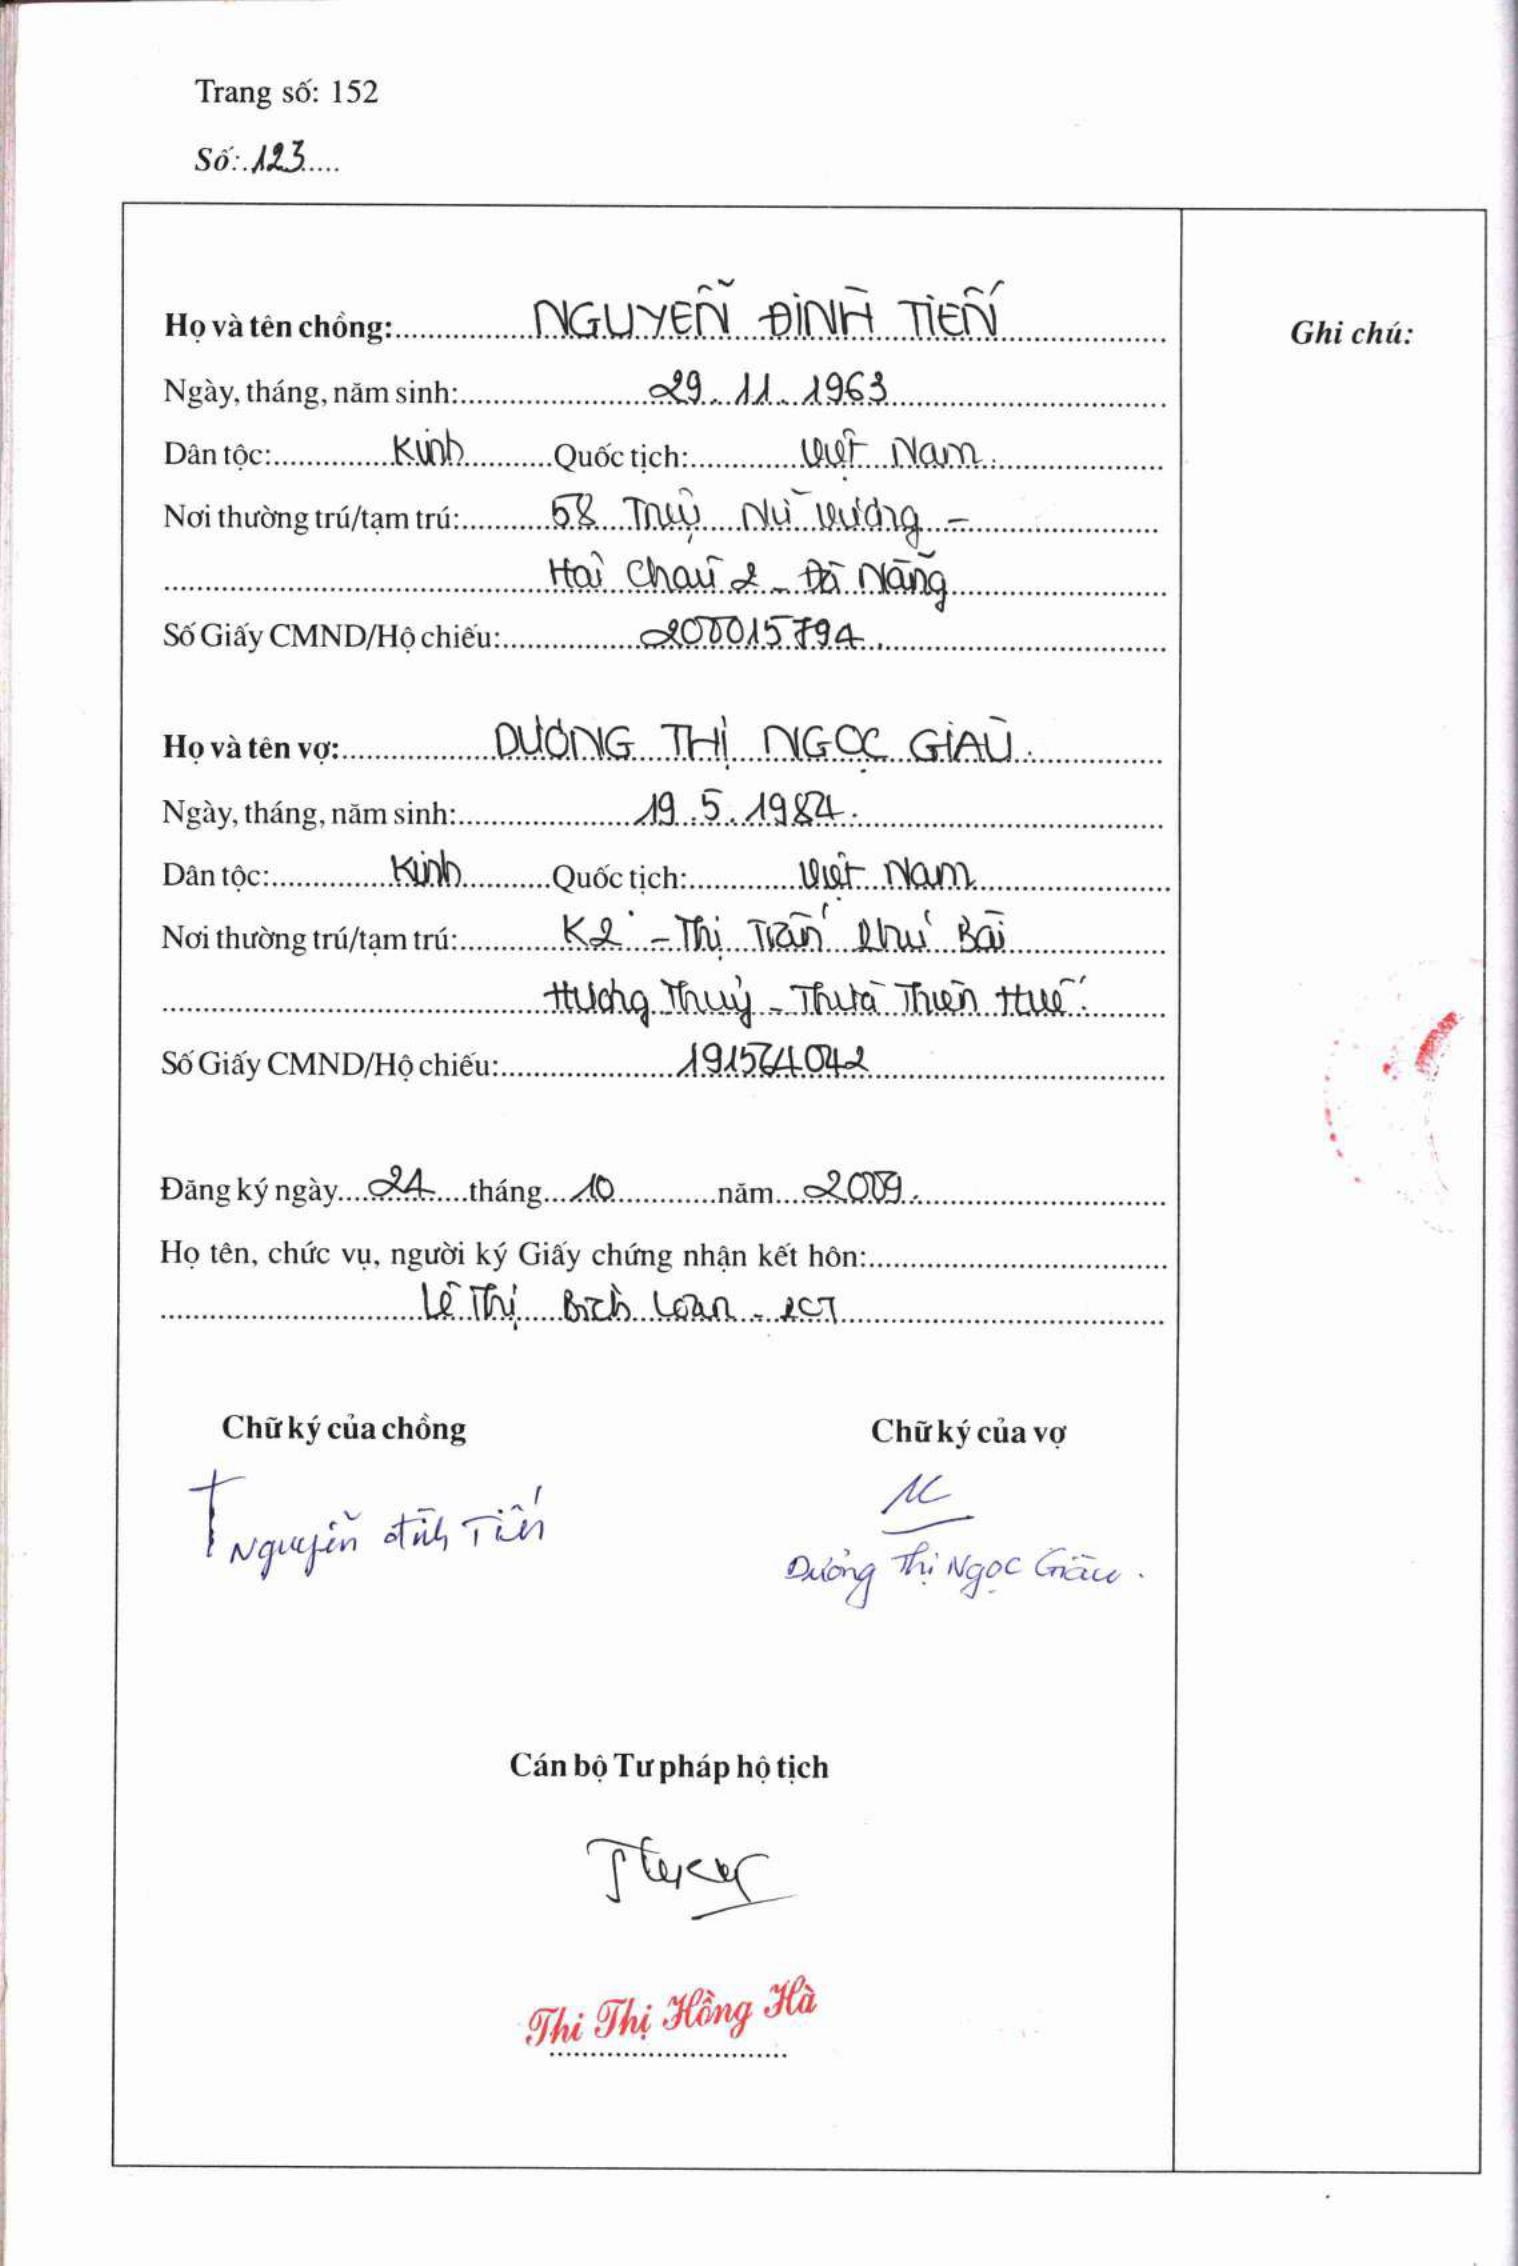 Trang số: 152
Số: 123
Họ và tên chồng: NGUYỄN ĐÌNH TIẾN
Ghi chú:
Ngày, tháng, năm sinh: 29.11.1963
Dân tộc: Kinh Quốc tịch: Việt Nam
Nơi thường trú/tạm trú: 58 Triệu Nữ Vương -
Hải Châu 2 - Đà Nẵng
Số Giấy CMND/Hộ chiếu: 200015794
Họ và tên vợ: DƯƠNG THỊ NGỌC GIÀU
Ngày, tháng, năm sinh: 19.5.1984
Dân tộc: Kinh Quốc tịch: Việt Nam
Nơi thường trú/tạm trú: K2 - Thị Trấn Phú Bài
Hương Thuỷ - Thừa Thiên Huế.
Số Giấy CMND/Hộ chiếu: 191564042
Đăng ký ngày 24 tháng 10 năm 2009
Họ tên, chức vụ, người ký Giấy chứng nhận kết hôn:
Lê Thị Bích Loan - PCT
Chữ ký của chồng Chữ ký của vợ
Nguyễn Đình Tiến
Dương Thị Ngọc Giàu.
Cán bộ Tư pháp hộ tịch
Thi Thị Hồng Hà